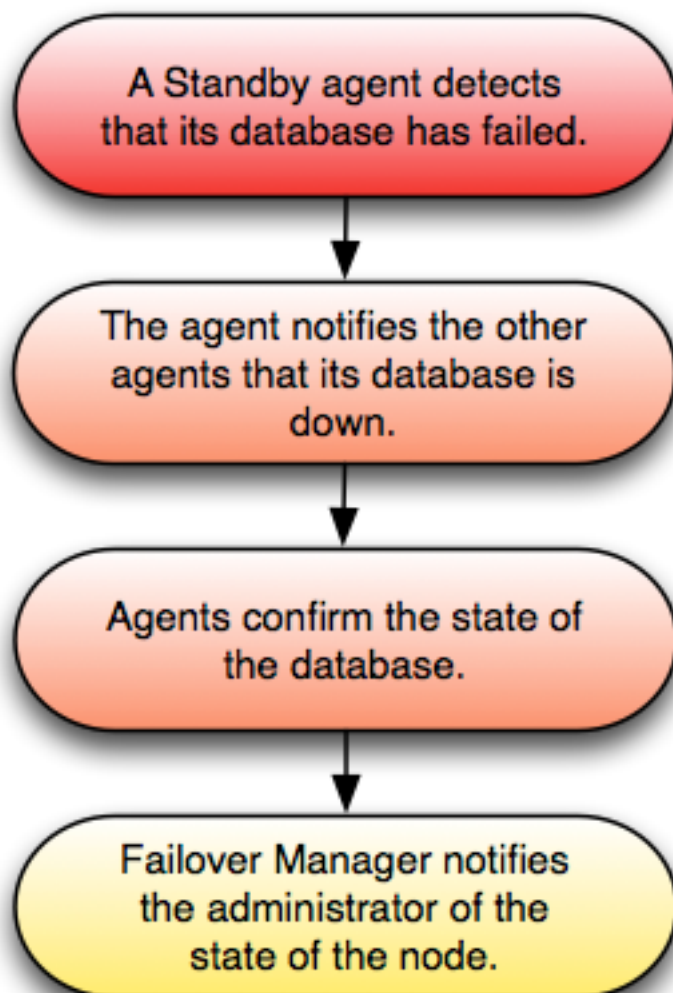 A Standby agent detects
that its database has failed.
The agent notifies the other
agents that its database is
down.
Agents confirm the state of
the database.
Failover Manager notifies
the administrator of the
state of the node.